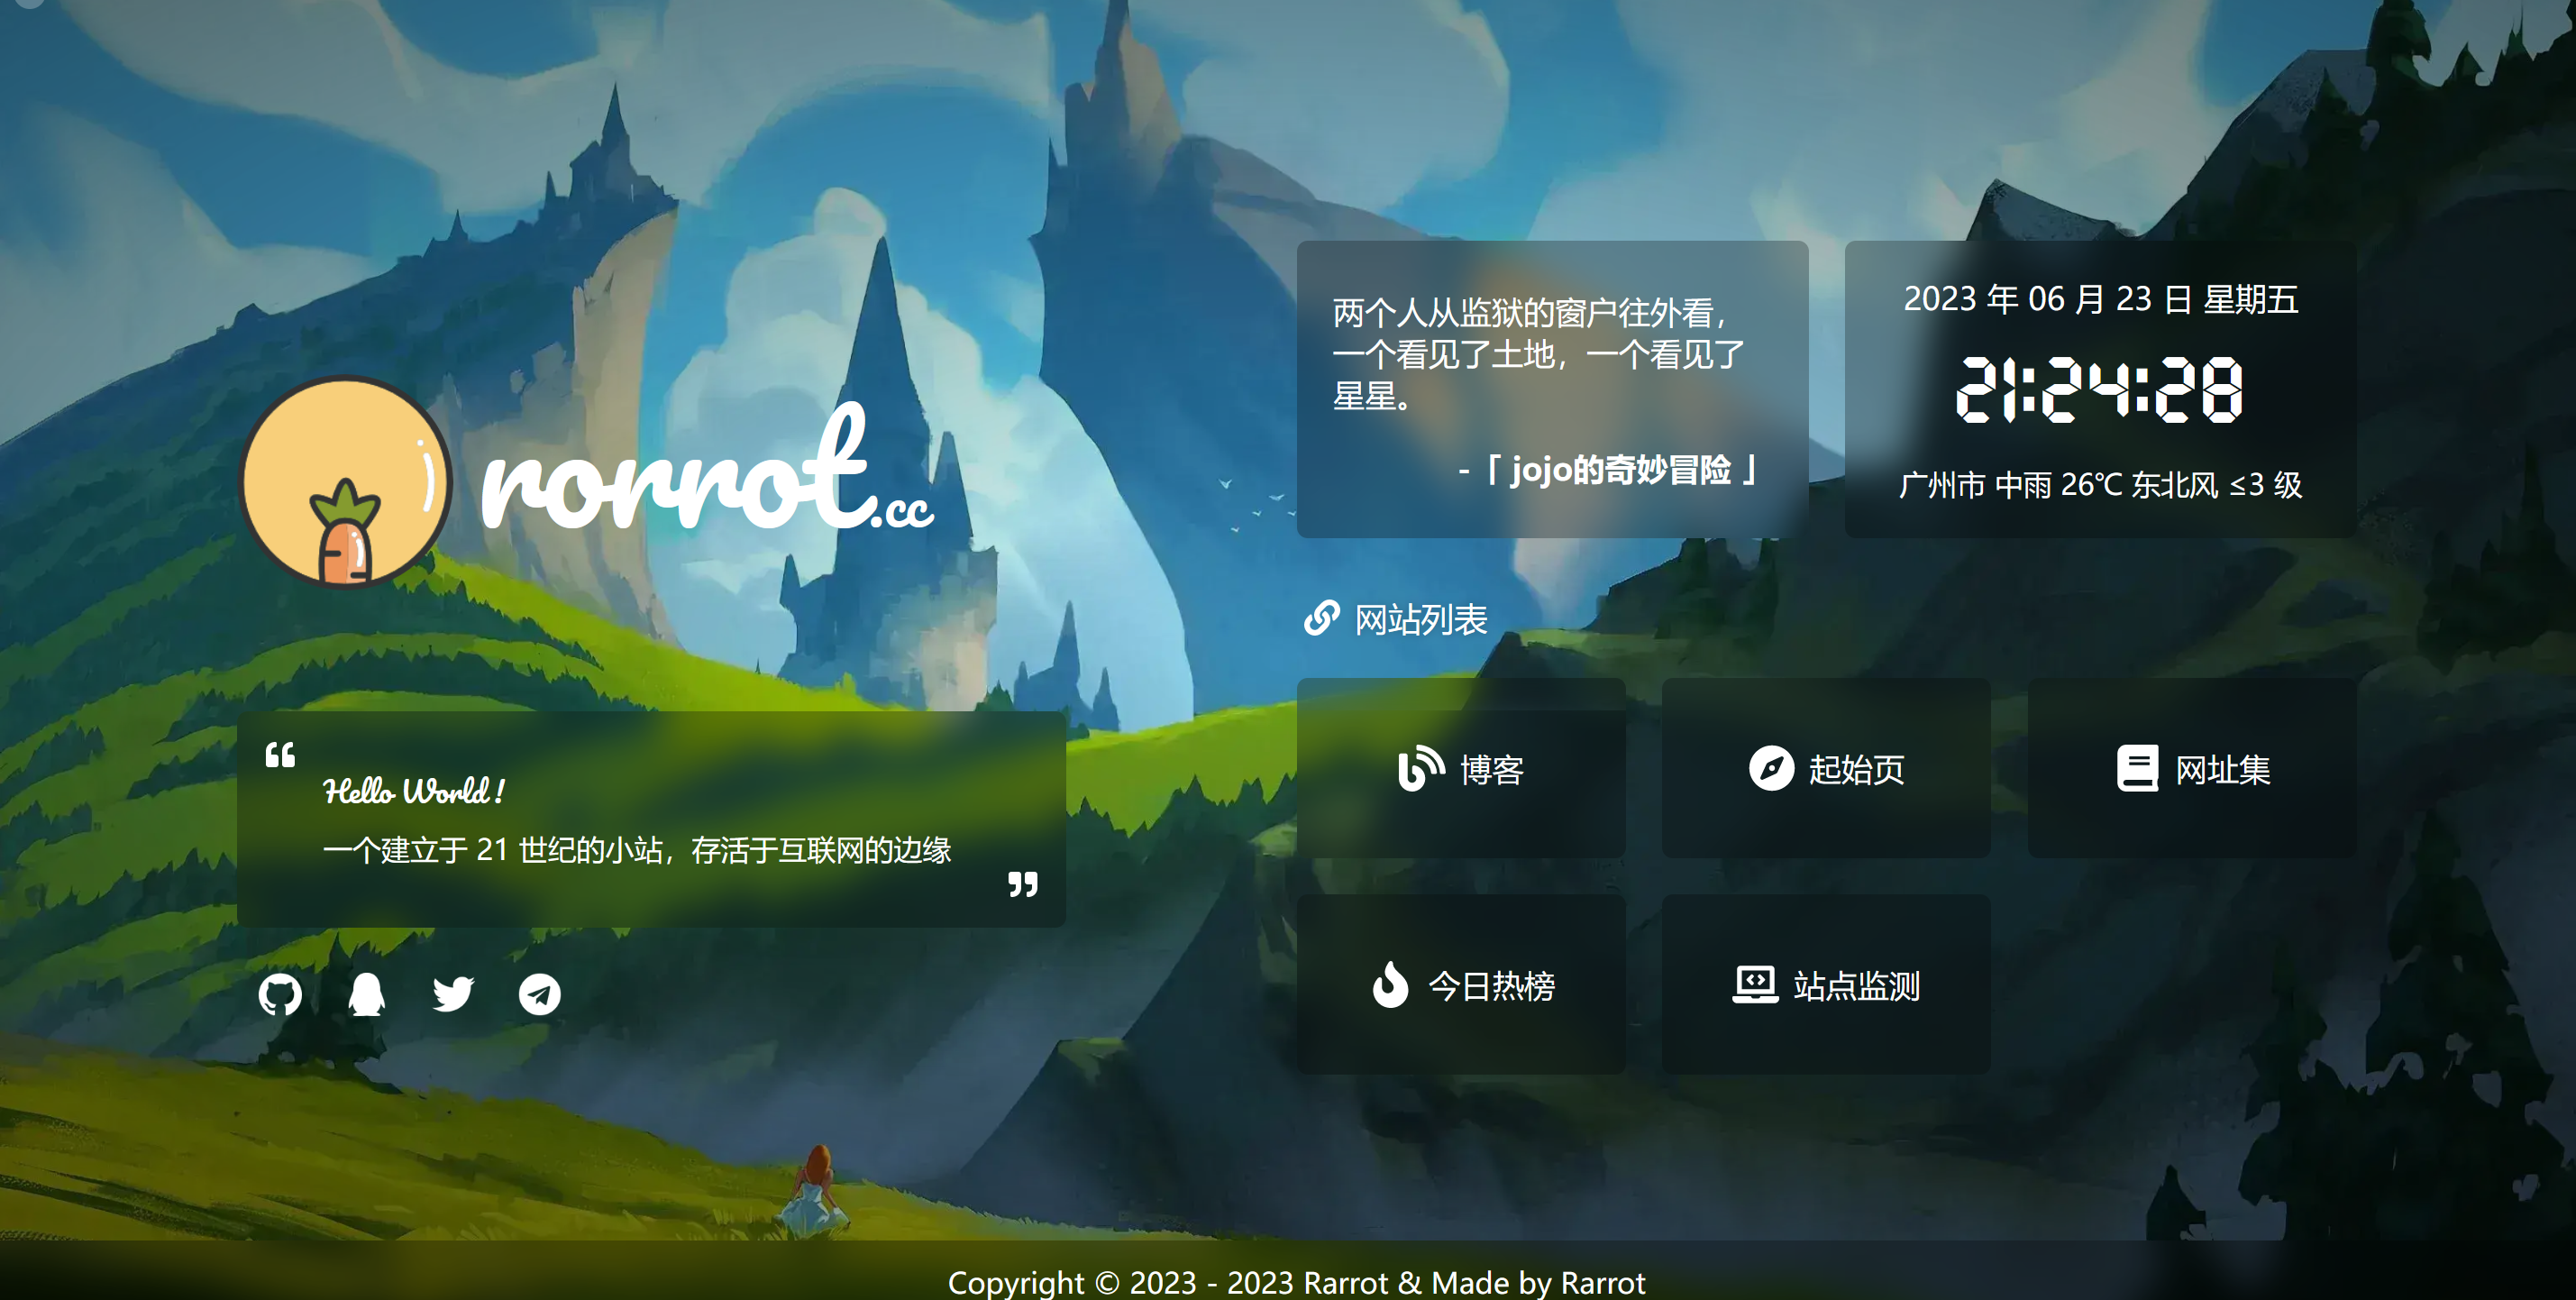 rorrot.cc
Hello World !
一个建立于 21 世纪的小站，存活于互联网的边缘
两个人从监狱的窗户往外看，
一个看见了土地，一个看见了
星星。
-「 jojo的奇妙冒险 」
2023 年 06 月 23 日 星期五
21:24:28
广州市 中雨 26℃ 东北风 ≤3 级
网站列表
博客
起始页
网址集
今日热榜
站点监测
Copyright © 2023 - 2023 Rarrot & Made by Rarrot